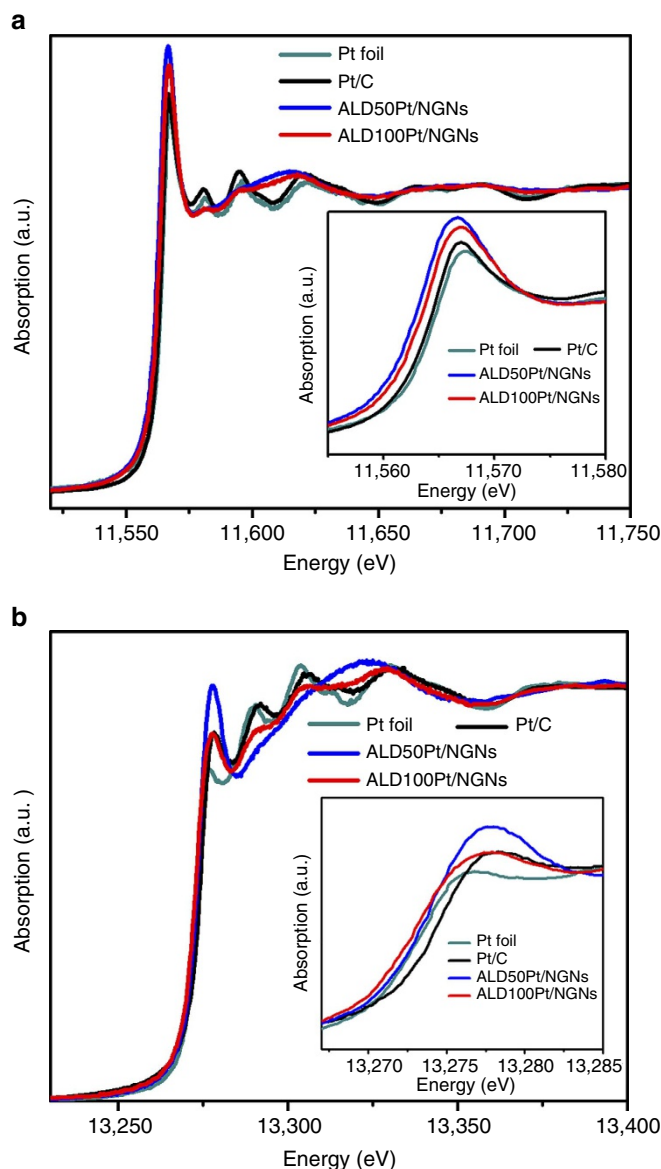 a
Pt foil
Pt/C
ALD50Pt/NGNs
ALD100Pt/NGNs
Absorption (a.u.)
Absorption (a.u.)
Pt foil Pt/C
ALD50Pt/NGNs
ALD100Pt/NGNs
11,560 11,570 11,580
Energy (eV)
11,550 11,600 11,650 11,700 11,750
Energy (eV)
b
Pt foil Pt/C
ALD50Pt/NGNs
ALD100Pt/NGNs
Absorption (a.u. )
Absorption (a.u.)
Pt foil
Pt/C
ALD50Pt/NGNs
ALD100Pt/NGNs
13,270 13,275 13,280 13,285
Energy (eV)
13,250 13,300 13,350 13,400
Energy (eV)